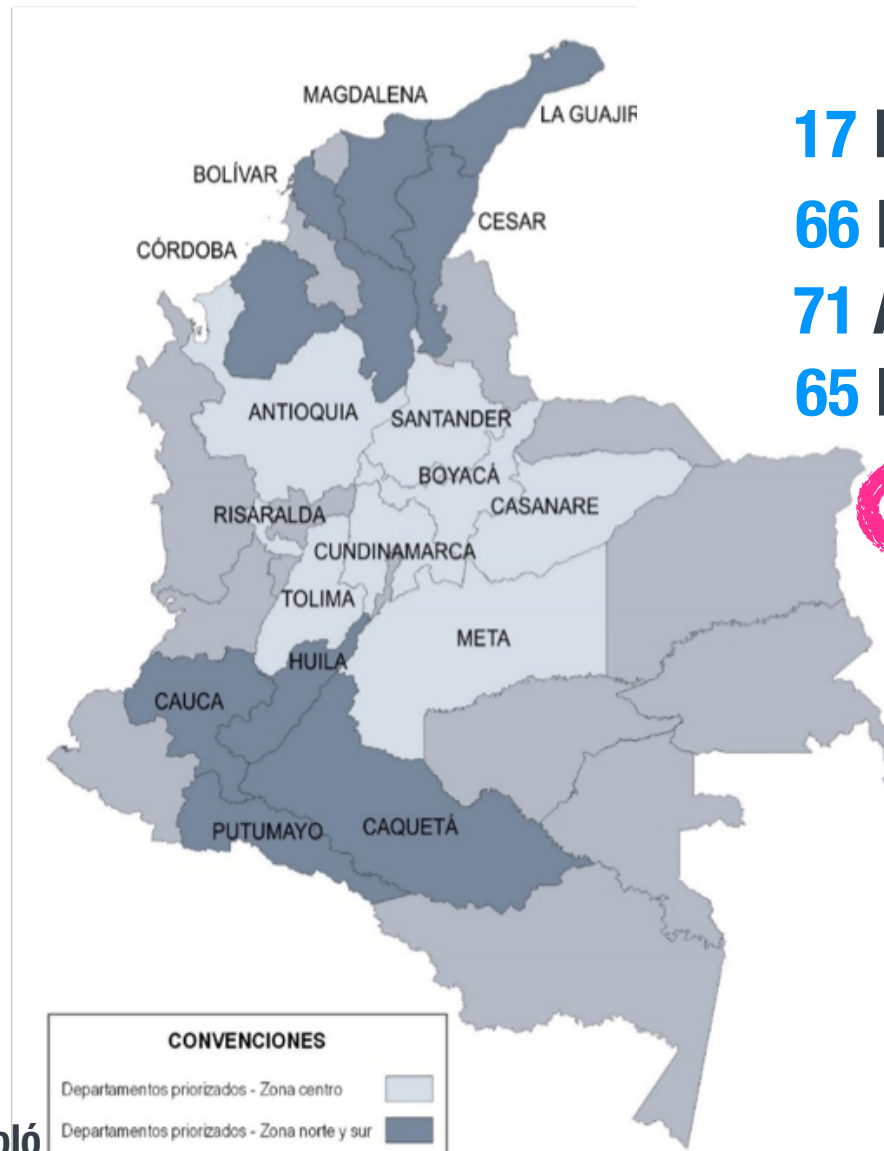 MAGDALENA
LA GUAJIR
BOLÍVAR
CESAR
CÓRDOBA
ANTIOQUIA
SANTANDER
BOYACÁ
CASANARE
RISARALDA
CUNDINAMARCA
TOLIMA
META
HUILA
CAUCA
PUTUMAYO
CAQUETÁ
17
66
71
65
CONVENCIONES
Departamentos priorizados - Zona centro
Departamentos priorizados - Zona norte y sur